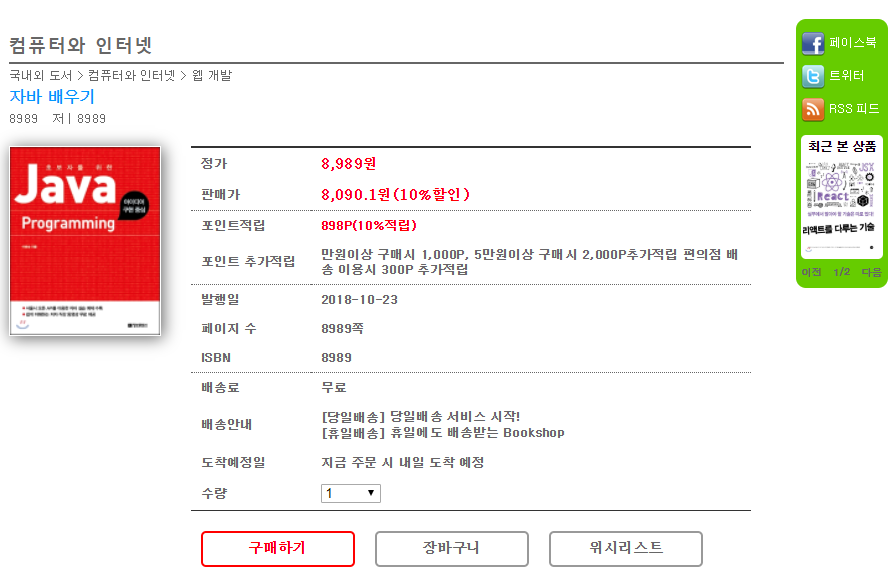 컴퓨터와 인터넷
국내외 도서 > 컴퓨터와 인터넷 > 웹 개발
자바 배우기
8989 저| 8989
초보자를 위한
Java
Programming
아이디어
구현 중심
정가 8,989원
판매가 8,090.1원(10%할인)
포인트적립 898P(10%적립)
포인트 추가적립 만원이상 구매시 1,000P, 5만원이상 구매시 2,000P추가적립 편의점 배
송 이용시 300P 추가적립
발행일 2018-10-23
페이지 수 8989쪽
ISBN 8989
배송료 무료
배송안내 [당일배송] 당일배송 서비스 시작!
[휴일배송] 휴일에도 배송받는 Bookshop
도착예정일 지금 주문 시 내일 도착 예정
수량 1
구매하기 장바구니 위시리스트
페이스북
트위터
RSS 피드
최근 본 상품
JSX
React
리액트를 다루는 기술
이전 1/2 다음